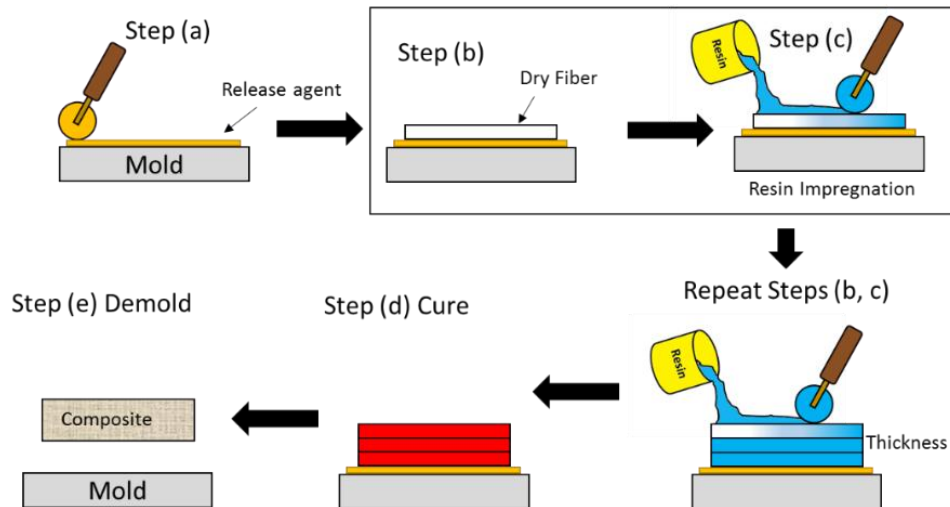 Step (a)
Release agent
Mold
Step (b)
Dry Fiber
Resin
Step (c)
Resin Impregnation
Repeat Steps (b, c)
Resin
Thickness
Step (d) Cure
Step (e) Demold
Composite
Mold